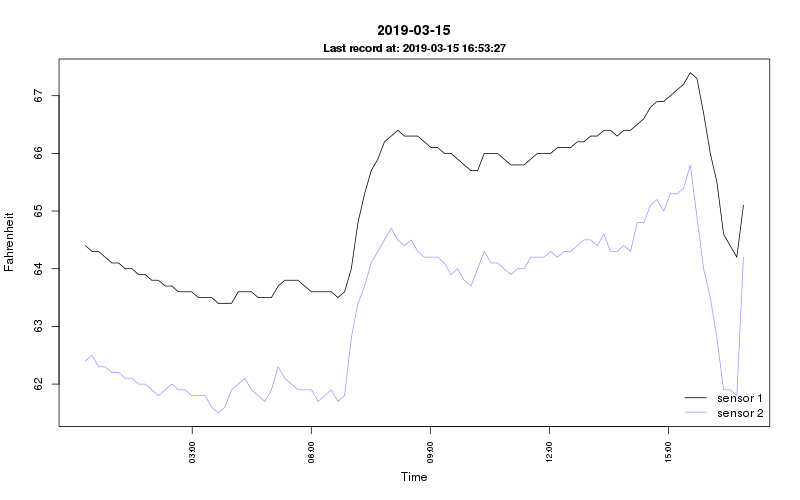 2019-03-15
Last record at: 2019-03-15 16:53:27
Fahrenheit
67
66
65
64
63
62
sensor 1
sensor 2
03:00 06:00 09:00 12:00 15:00
Time